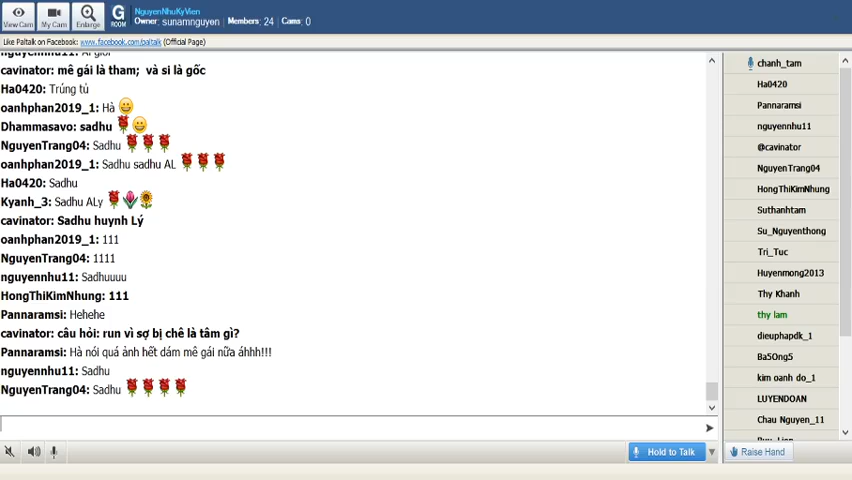 NguyenNhuKyVien
Owner: sunamnguyen Members: 24 Cams: 0
View Cam My Cam Enlarge G ROOM
Like Paltalk on Facebook: www.facebook.com/paltalk (Official Page)
nguyennhu11:
cavinator: mê gái là tham; và si là gốc
Ha0420: Trúng tủ
oanhphan2019_1: Hà
Dhammasavo: sadhu
NguyenTrang04: Sadhu
oanhphan2019_1: Sadhu sadhu AL
Ha0420: Sadhu
Kyanh_3: Sadhu ALy
cavinator: Sadhu huynh Lý
oanhphan2019_1: 111
NguyenTrang04: 1111
nguyennhu11: Sadhuuuu
HongThiKimNhung: 111
Pannaramsi: Hehehe
cavinator: câu hỏi: run vì sợ bị chê là tâm gì?
Pannaramsi: Hà nói quá ảnh hết dám mê gái nữa áhhh!!!
nguyennhu11: Sadhu
NguyenTrang04: Sadhu
chanh_tam
Ha0420
Pannaramsi
nguyennhu11
@cavinator
NguyenTrang04
HongThiKimNhung
Suthanhtam
Su_Nguyenthong
Tri_Tuc
Huyenmong2013
Thy Khanh
thy lam
dieuphapdk_1
Ba5Ong5
kim oanh do_1
LUYENDOAN
Chau Nguyen_11
Hold to Talk
Raise Hand